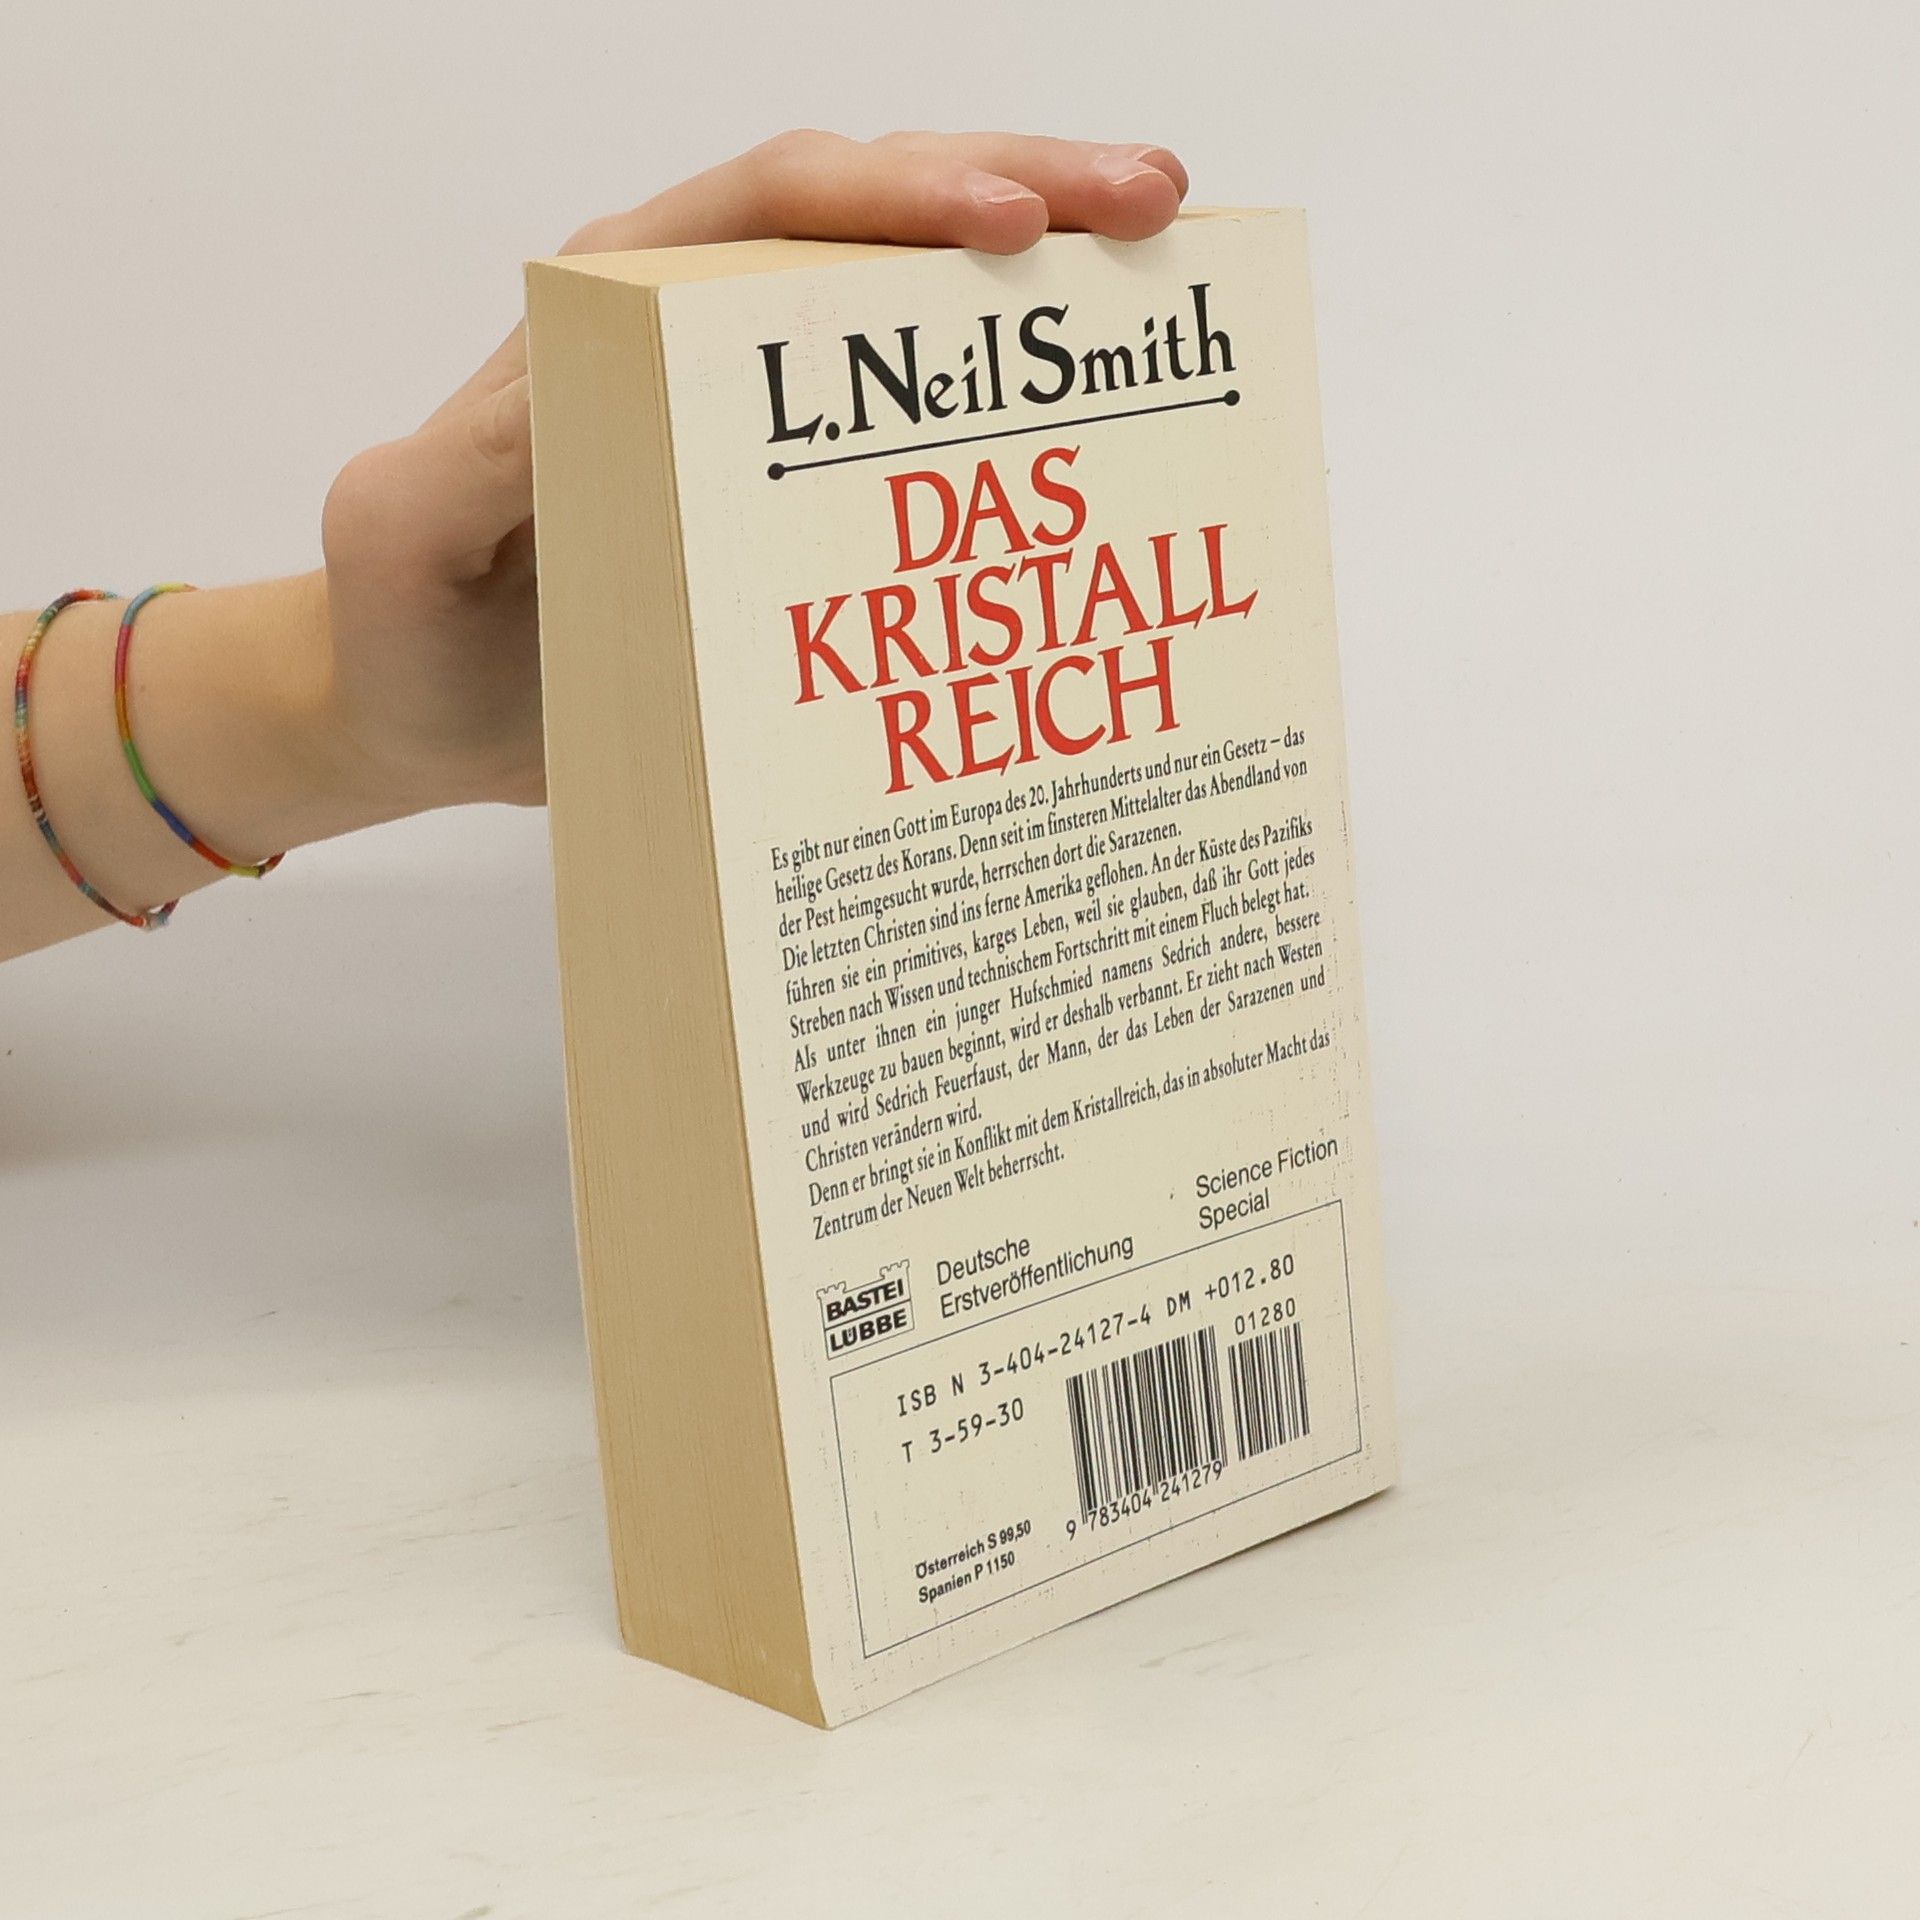 L. Neil Smith
DAS
KRISTALL
REICH
Es gibt nur einen Gott im Europa des 20. Jahrhunderts und nur ein Gesetz – das
heilige Gesetz des Korans. Denn seit im finsteren Mittelalter das Abendland von
der Pest heimgesucht wurde, herrschen dort die Sarazenen.
Die letzten Christen sind ins ferne Amerika geflohen. An der Küste des Pazifiks
führen sie ein primitives, karges Leben, weil sie glauben, daß ihr Gott jedes
Streben nach Wissen und technischem Fortschritt mit einem Fluch belegt hat.
Als unter ihnen ein junger Hufschmied namens Sedrich andere, bessere
Werkzeuge zu bauen beginnt, wird er deshalb verbannt. Er zieht nach Westen
und wird Sedrich Feuerfaust, der Mann, der das Leben der Sarazenen und
Christen verändern wird.
Denn er bringt sie in Konflikt mit dem Kristallreich, das in absoluter Macht das
Zentrum der Neuen Welt beherrscht.
BASTEI
LÜBBE
Deutsche
Erstveröffentlichung
Science Fiction
Special
ISB N 3-404-24127-4 DM +012.80
T 3-59-30
01280
9 783404 241279
Österreich S 99,50
Spanien P 1150